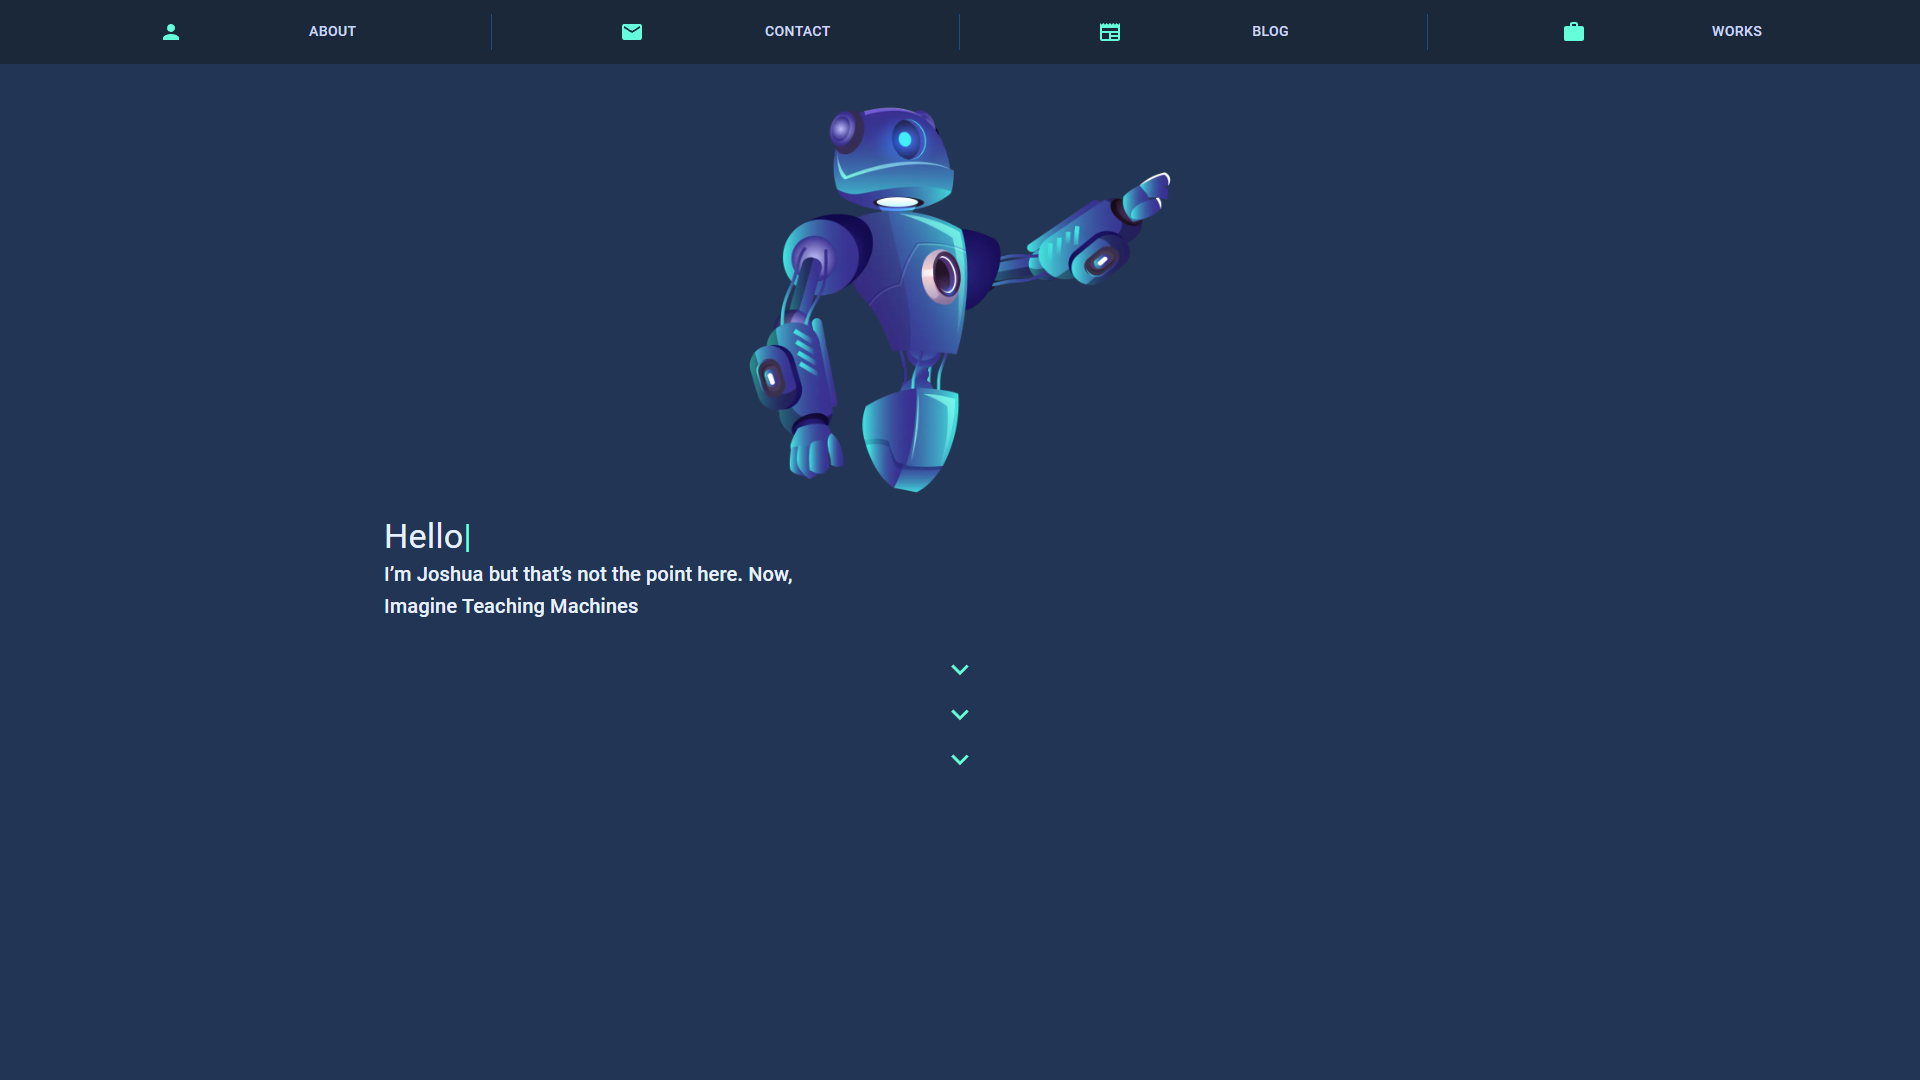 ABOUT
CONTACT
BLOG
WORKS
Hello
I’m Joshua but that’s not the point here. Now,
Imagine Teaching Machines